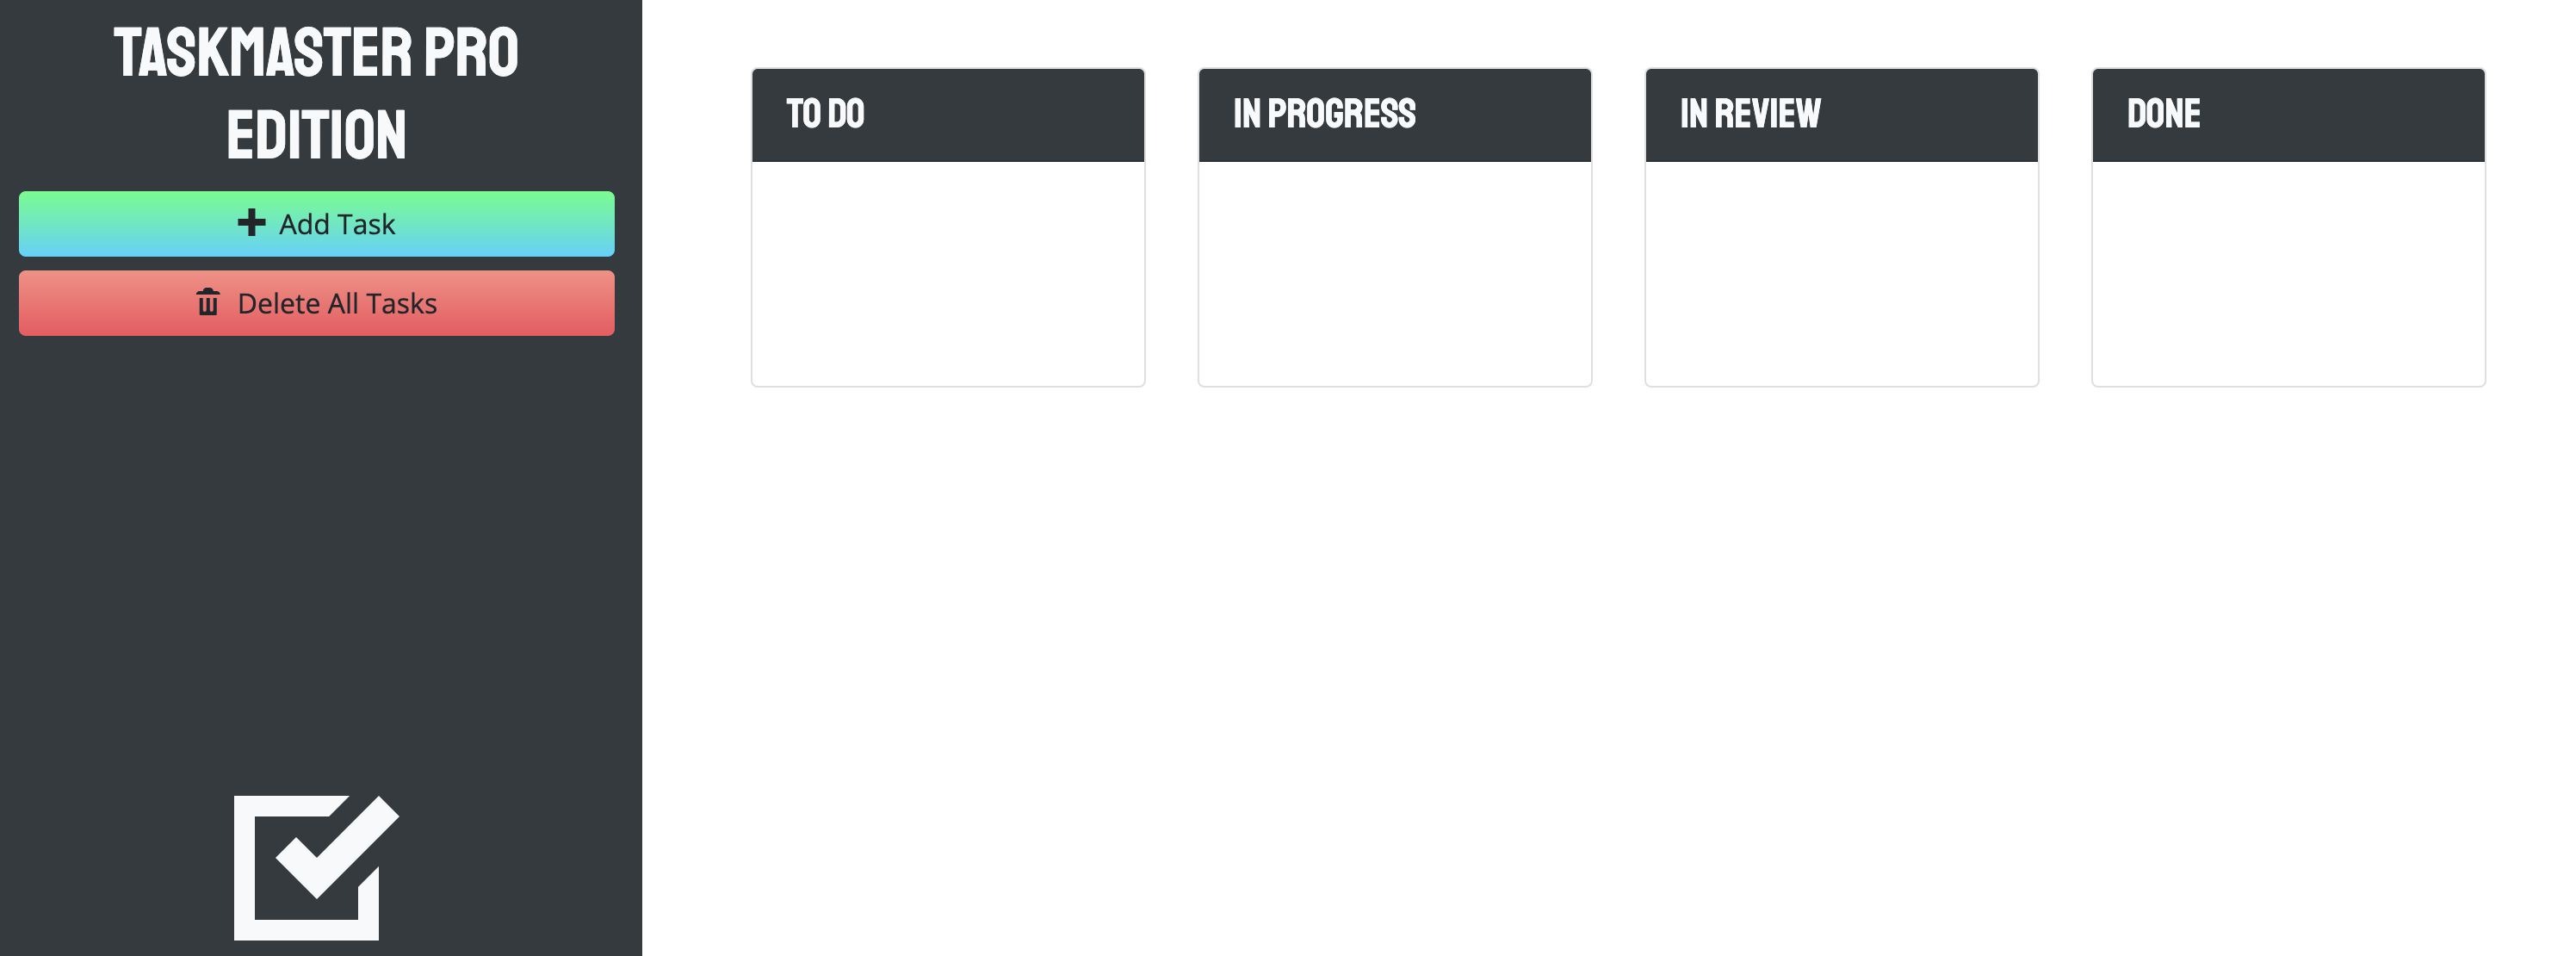 TASKMASTER PRO
EDITION
Add Task
Delete All Tasks
TO DO
IN PROGRESS
IN REVIEW
DONE